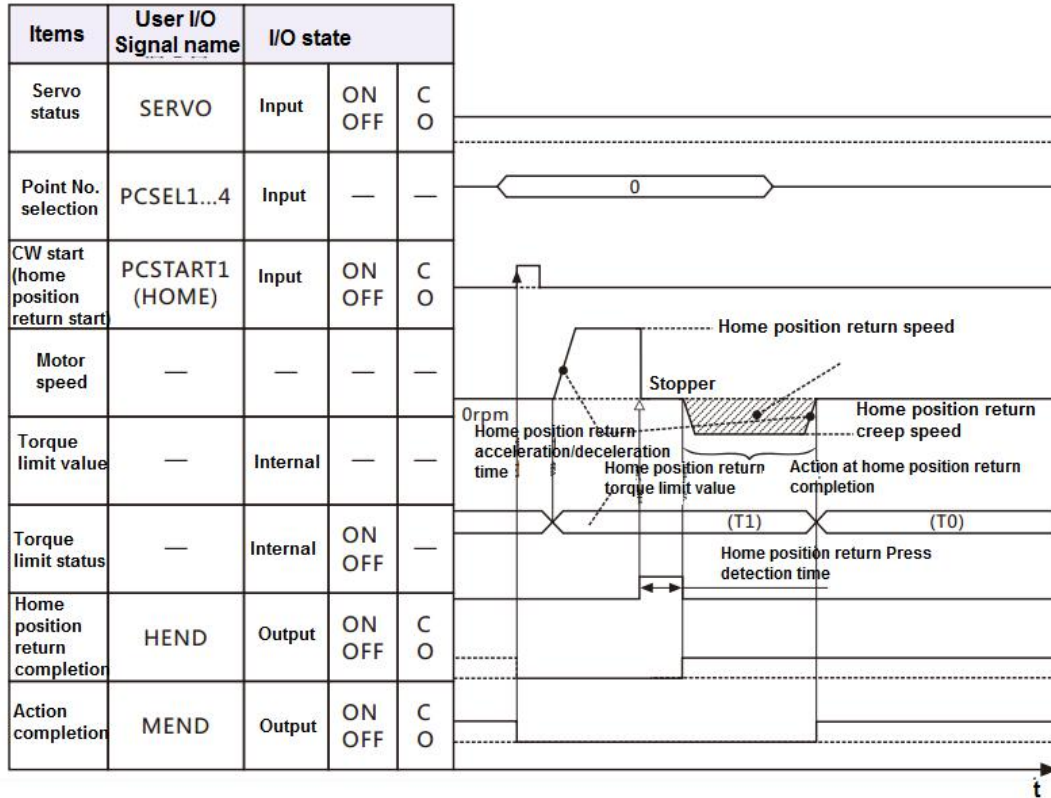 Items
User I/O
Signal name
I/O state
Servo
status
SERVO
Input
ON
OFF
C
O
Point No.
selection
PCSEL1...4
Input
—
—
0
CW start
(home
position
return start)
PCSTART1
(HOME)
Input
ON
OFF
C
O
Motor
speed
—
—
—
—
Home position return speed
Stopper
0rpm
Home position return
creep speed
Home position return
acceleration/deceleration
time
Torque
limit value
—
Internal
—
—
Home position return
torque limit value
Action at home position return
completion
(T1)
(T0)
Torque
limit status
—
Internal
ON
OFF
—
Home position return Press
detection time
Home
position
return
completion
HEND
Output
ON
OFF
C
O
Action
completion
MEND
Output
ON
OFF
C
O
t